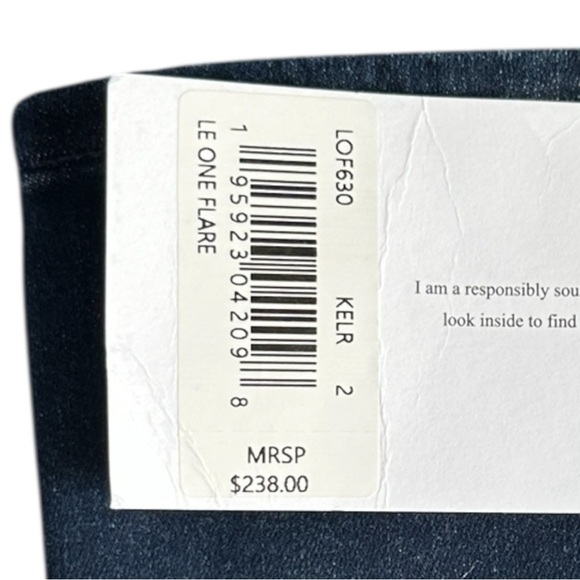 LOF630 KELR 2
1 95923 04209 8
LE ONE FLARE
MRSP
$238.00
I am a responsibly sou
look inside to find